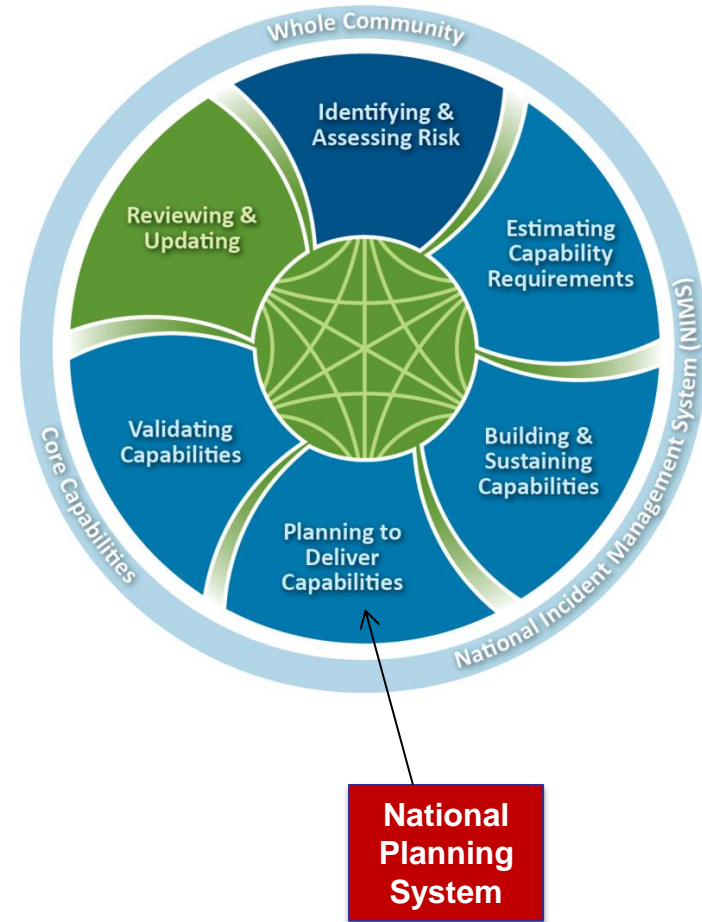 Whole Community
Identifying &
Assessing Risk
Estimating
Capability
Requirements
Building &
Sustaining
Capabilities
Planning to
Deliver
Capabilities
Validating
Capabilities
Reviewing &
Updating
National Incident Management System (NIMS)
Core Capabilities
National
Planning
System